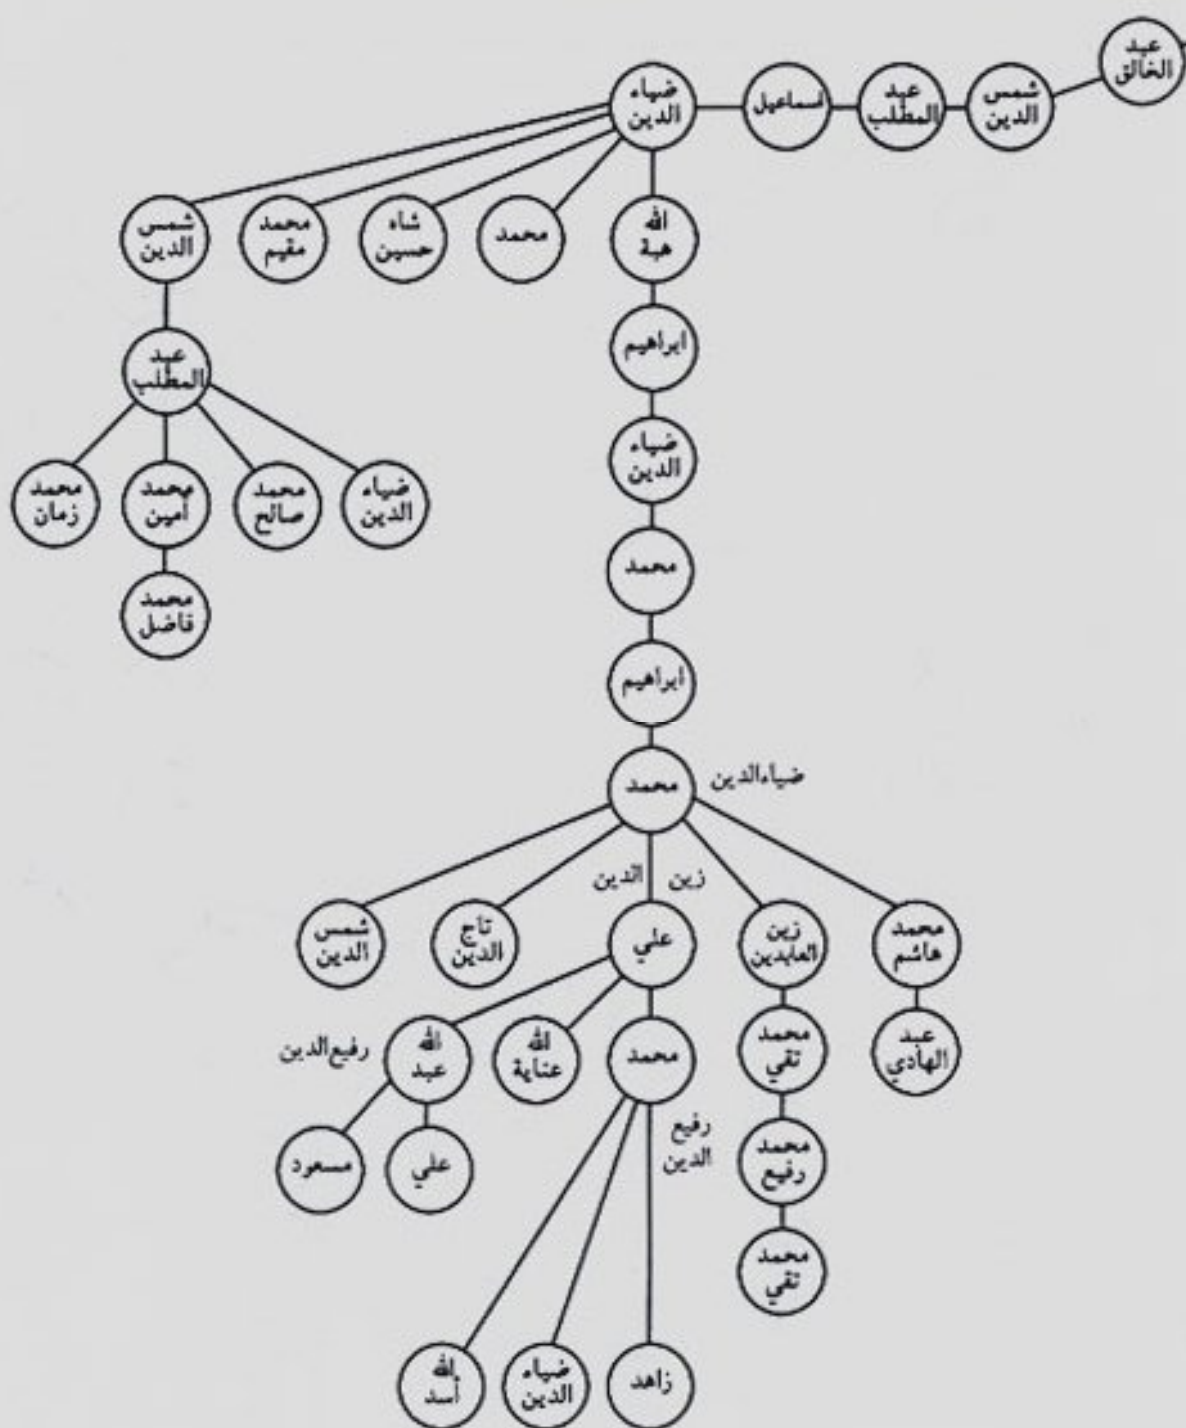 عبد
الخالق
شمس
الدين
عبد
المطلب
اسماعيل
ضياء
الدين
الله
هبة
محمد
شاه
حسين
محمد
مقيم
شمس
الدين
ابراهيم
عبد
المطلب
ضياء
الدين
ضياء
الدين
محمد
صالح
محمد
أمين
محمد
زمان
محمد
محمد
فاضل
ابراهيم
محمد
ضياءالدين
زين الدين
محمد
هاشم
زين
العابدين
علي
تاج
الدين
شمس
الدين
عبد
الهادي
محمد
تقي
محمد
الله
عناية
الله
عبد
رفيع الدين
رفيع
الدين
محمد
رفيع
علي
مسعود
محمد
تقي
زاهد
ضياء
الدين
الله
أسد